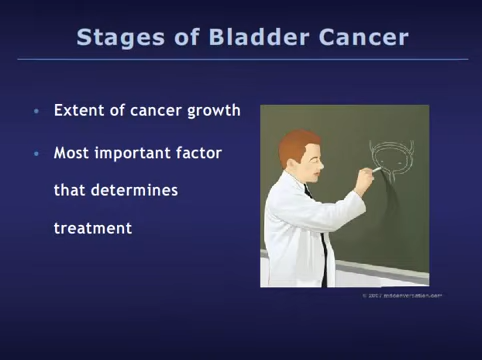 Stages of Bladder Cancer
• Extent of cancer growth
• Most important factor
that determines
treatment